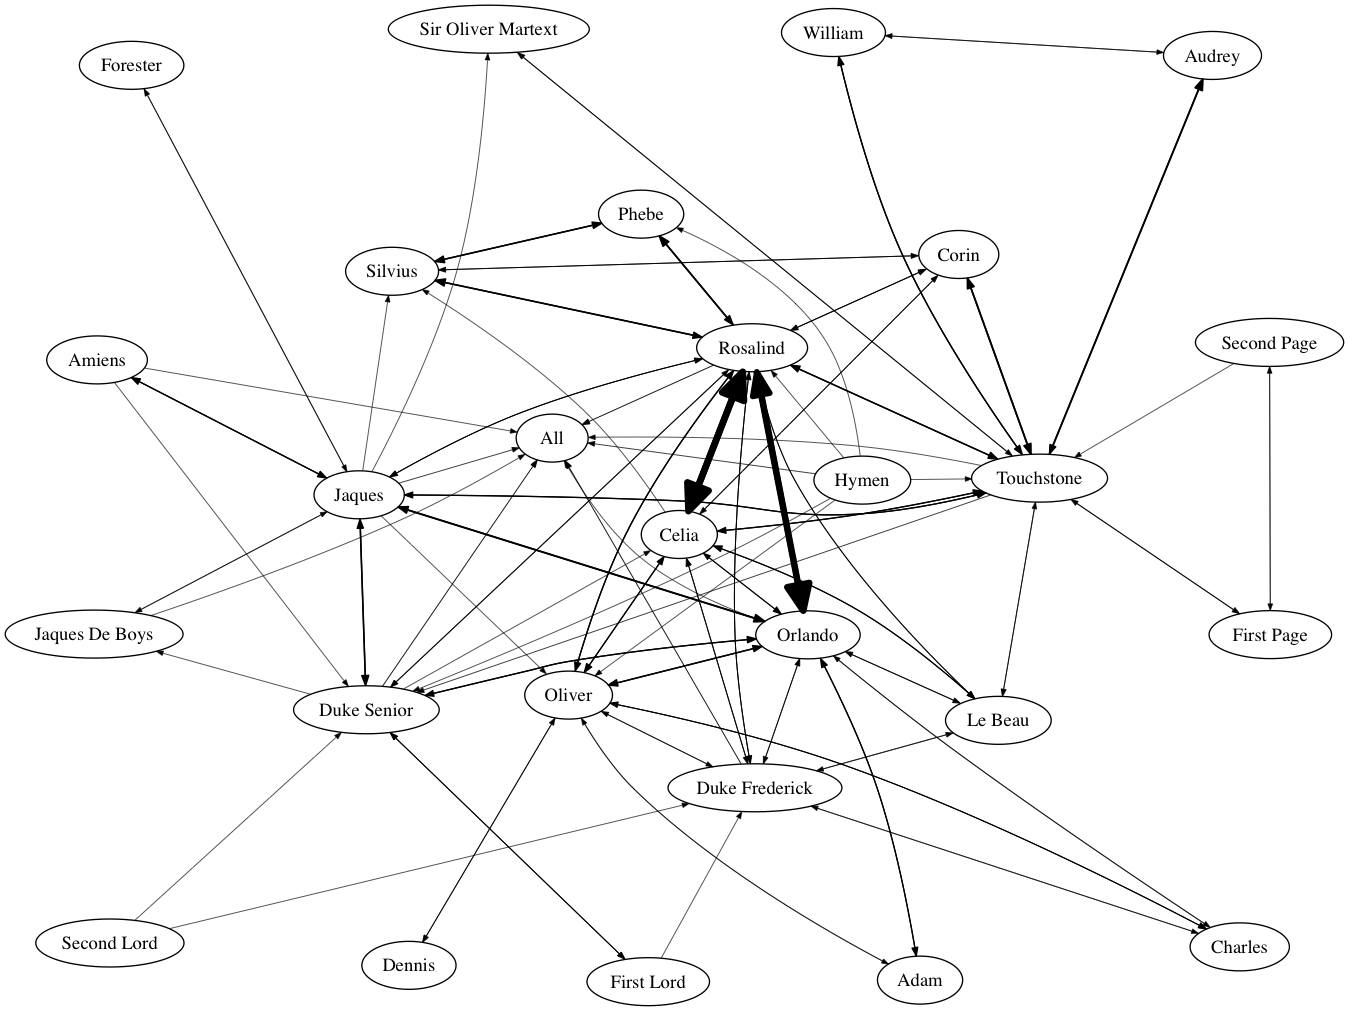 Sir Oliver Martext
William
Audrey
Forester
Phebe
Corin
Silvius
Second Page
Rosalind
Amiens
All
Touchstone
Hymen
Jaques
Celia
Jaques De Boys
Orlando
First Page
Oliver
Duke Senior
Le Beau
Duke Frederick
Second Lord
Charles
Dennis
First Lord
Adam